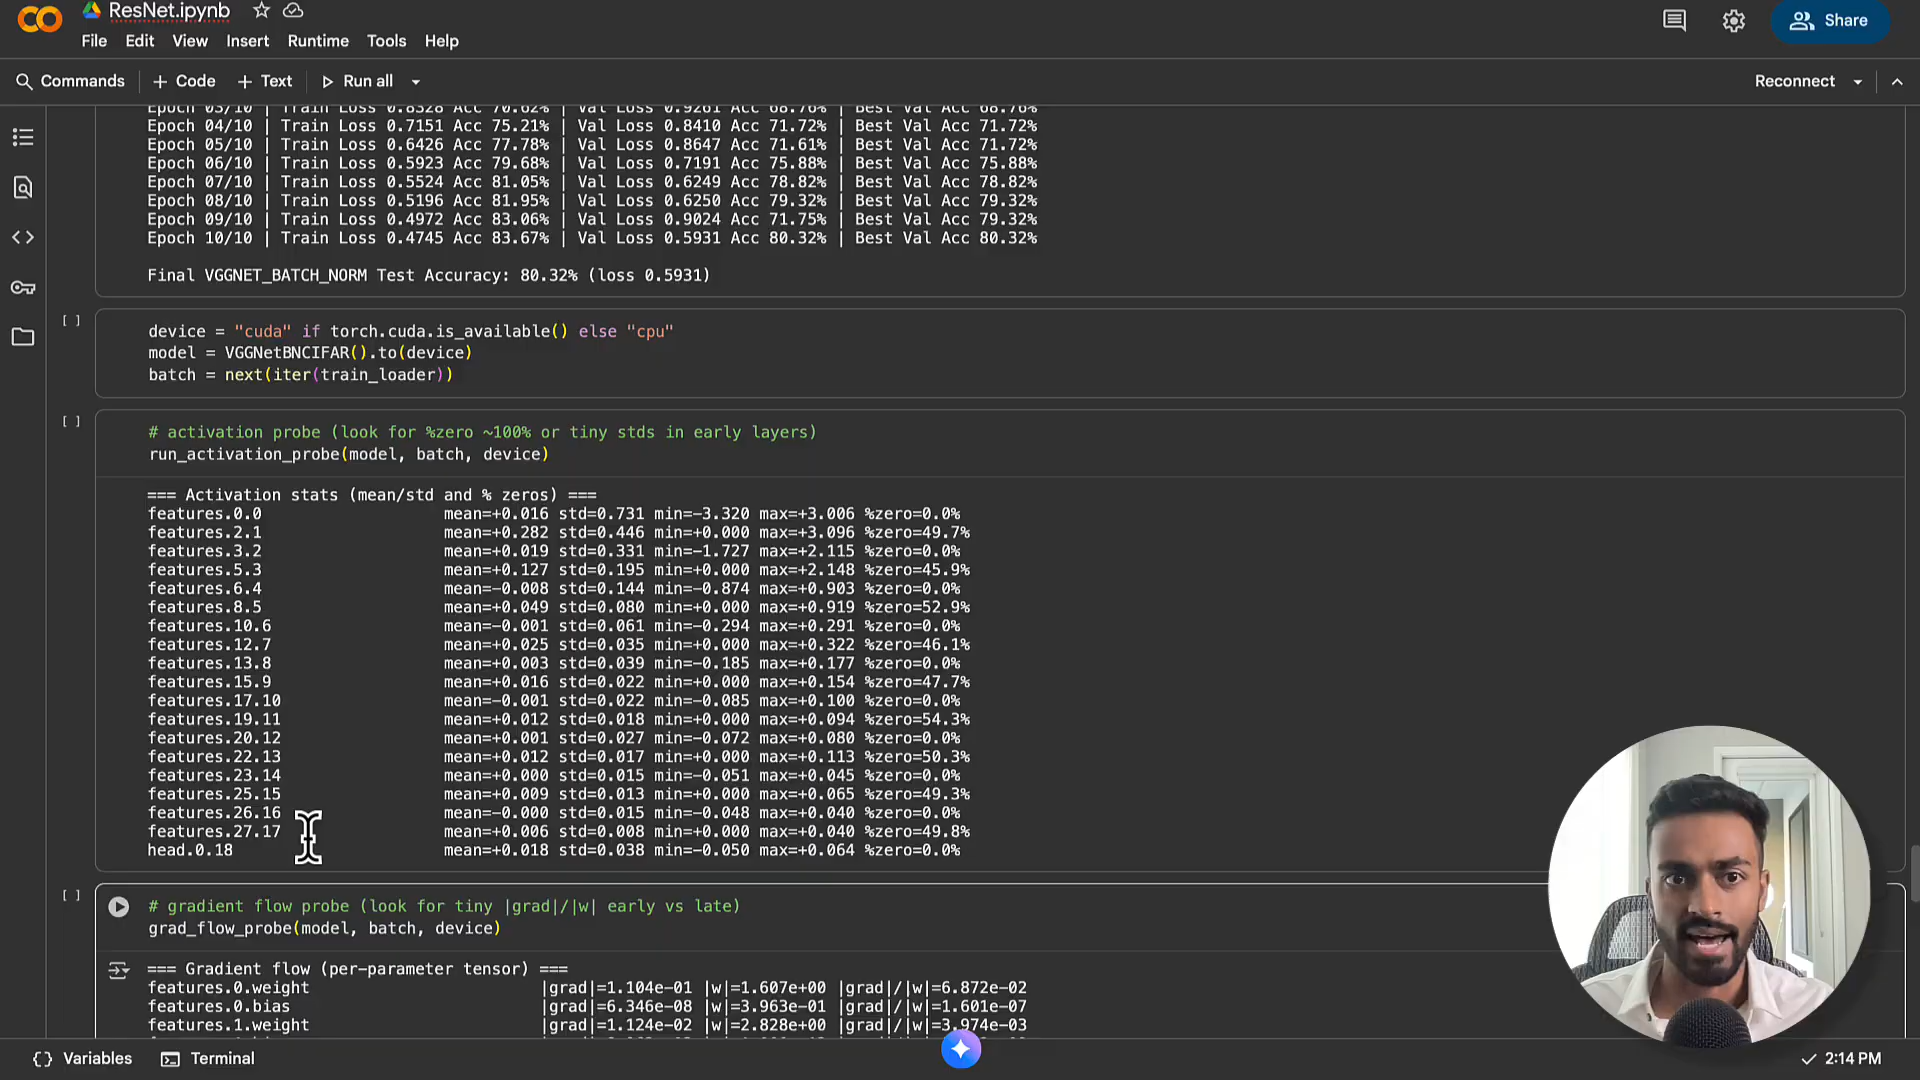 ResNet.ipynb
File Edit View Insert Runtime Tools Help
Share
Commands + Code + Text Run all
Reconnect
Epoch 03/10 | Train Loss 0.8328 Acc 70.62% | Val Loss 0.9261 Acc 68.76% | Best Val Acc 68.76%
Epoch 04/10 | Train Loss 0.7151 Acc 75.21% | Val Loss 0.8410 Acc 71.72% | Best Val Acc 71.72%
Epoch 05/10 | Train Loss 0.6426 Acc 77.78% | Val Loss 0.8647 Acc 71.61% | Best Val Acc 71.72%
Epoch 06/10 | Train Loss 0.5923 Acc 79.68% | Val Loss 0.7191 Acc 75.88% | Best Val Acc 75.88%
Epoch 07/10 | Train Loss 0.5524 Acc 81.05% | Val Loss 0.6249 Acc 78.82% | Best Val Acc 78.82%
Epoch 08/10 | Train Loss 0.5196 Acc 81.95% | Val Loss 0.6250 Acc 79.32% | Best Val Acc 79.32%
Epoch 09/10 | Train Loss 0.4972 Acc 83.06% | Val Loss 0.9024 Acc 71.75% | Best Val Acc 79.32%
Epoch 10/10 | Train Loss 0.4745 Acc 83.67% | Val Loss 0.5931 Acc 80.32% | Best Val Acc 80.32%
Final VGGNET_BATCH_NORM Test Accuracy: 80.32% (loss 0.5931)
[ ] device = "cuda" if torch.cuda.is_available() else "cpu"
model = VGGNetBNCIFAR().to(device)
batch = next(iter(train_loader))
[ ] # activation probe (look for %zero ~100% or tiny stds in early layers)
run_activation_probe(model, batch, device)
=== Activation stats (mean/std and % zeros) ===
features.0.0 mean=+0.016 std=0.731 min=-3.320 max=+3.006 %zero=0.0%
features.2.1 mean=+0.282 std=0.446 min=+0.000 max=+3.096 %zero=49.7%
features.3.2 mean=+0.019 std=0.331 min=-1.727 max=+2.115 %zero=0.0%
features.5.3 mean=+0.127 std=0.195 min=+0.000 max=+2.148 %zero=45.9%
features.6.4 mean=-0.008 std=0.144 min=-0.874 max=+0.903 %zero=0.0%
features.8.5 mean=+0.049 std=0.080 min=+0.000 max=+0.919 %zero=52.9%
features.10.6 mean=-0.001 std=0.061 min=-0.294 max=+0.291 %zero=0.0%
features.12.7 mean=+0.025 std=0.035 min=+0.000 max=+0.322 %zero=46.1%
features.13.8 mean=+0.003 std=0.039 min=-0.185 max=+0.177 %zero=0.0%
features.15.9 mean=+0.016 std=0.022 min=+0.000 max=+0.154 %zero=47.7%
features.17.10 mean=-0.001 std=0.022 min=-0.085 max=+0.100 %zero=0.0%
features.19.11 mean=+0.012 std=0.018 min=+0.000 max=+0.094 %zero=54.3%
features.20.12 mean=+0.001 std=0.027 min=-0.072 max=+0.080 %zero=0.0%
features.22.13 mean=+0.012 std=0.017 min=+0.000 max=+0.113 %zero=50.3%
features.23.14 mean=+0.000 std=0.015 min=-0.051 max=+0.045 %zero=0.0%
features.25.15 mean=+0.009 std=0.013 min=+0.000 max=+0.065 %zero=49.3%
features.26.16 mean=-0.000 std=0.015 min=-0.048 max=+0.040 %zero=0.0%
features.27.17 mean=+0.006 std=0.008 min=+0.000 max=+0.040 %zero=49.8%
head.0.18 mean=+0.018 std=0.038 min=-0.050 max=+0.064 %zero=0.0%
[ ] # gradient flow probe (look for tiny |grad|/|w| early vs late)
grad_flow_probe(model, batch, device)
=== Gradient flow (per-parameter tensor) ===
features.0.weight |grad|=1.104e-01 |w|=1.607e+00 |grad|/|w|=6.872e-02
features.0.bias |grad|=6.346e-08 |w|=3.963e-01 |grad|/|w|=1.601e-07
features.1.weight |grad|=1.124e-02 |w|=2.828e+00 |grad|/|w|=3.974e-03
{} Variables Terminal
2:14 PM